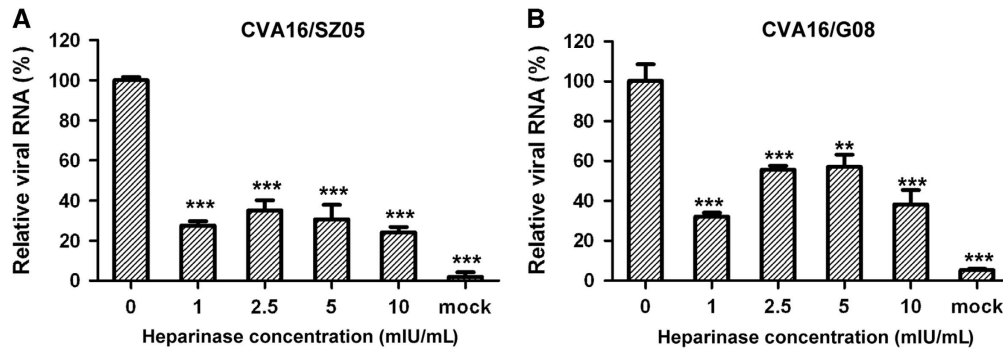 A
CVA16/SZ05
Relative viral RNA (%)
120
100
80
60
40
20
0
***
***
***
***
***
0 1 2.5 5 10 mock
Heparinase concentration (mIU/mL)
B
CVA16/G08
Relative viral RNA (%)
120
100
80
60
40
20
0
***
***
**
***
***
0 1 2.5 5 10 mock
Heparinase concentration (mIU/mL)